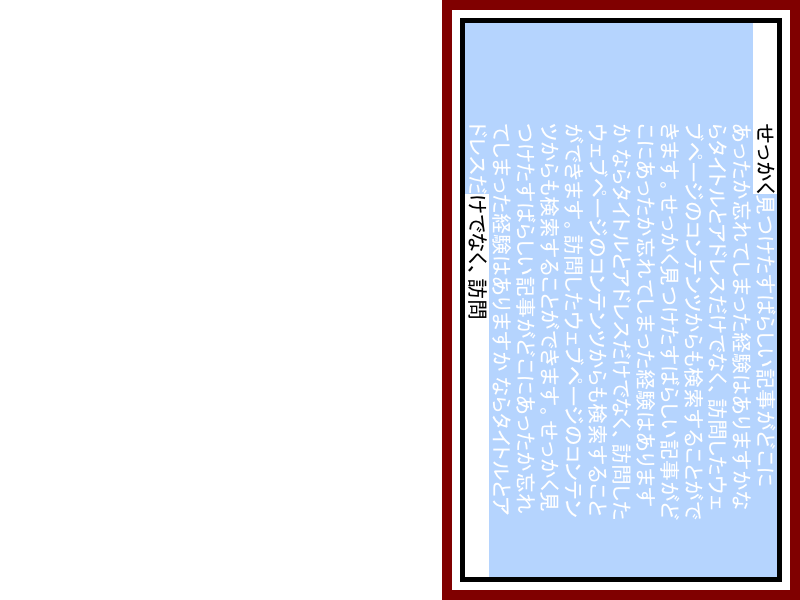 せっかく見つけたすばらしい記事がどこに
あったか忘れてしまった経験はありますかな
らタイトルとアドレスだけでなく、訪問したウェ
ブページのコンテンツからも検索することがで
きます。せっかく見つけたすばらしい記事がど
こにあったか忘れてしまった経験はあります
か ならタイトルとアドレスだけでなく、訪問した
ウェブページのコンテンツからも検索すること
ができます。訪問したウェブページのコンテン
ツからも検索することができます。せっかく見
つけたすばらしい記事がどこにあったか忘れ
てしまった経験はありますか ならタイトルとア
ドレスだけでなく、訪問